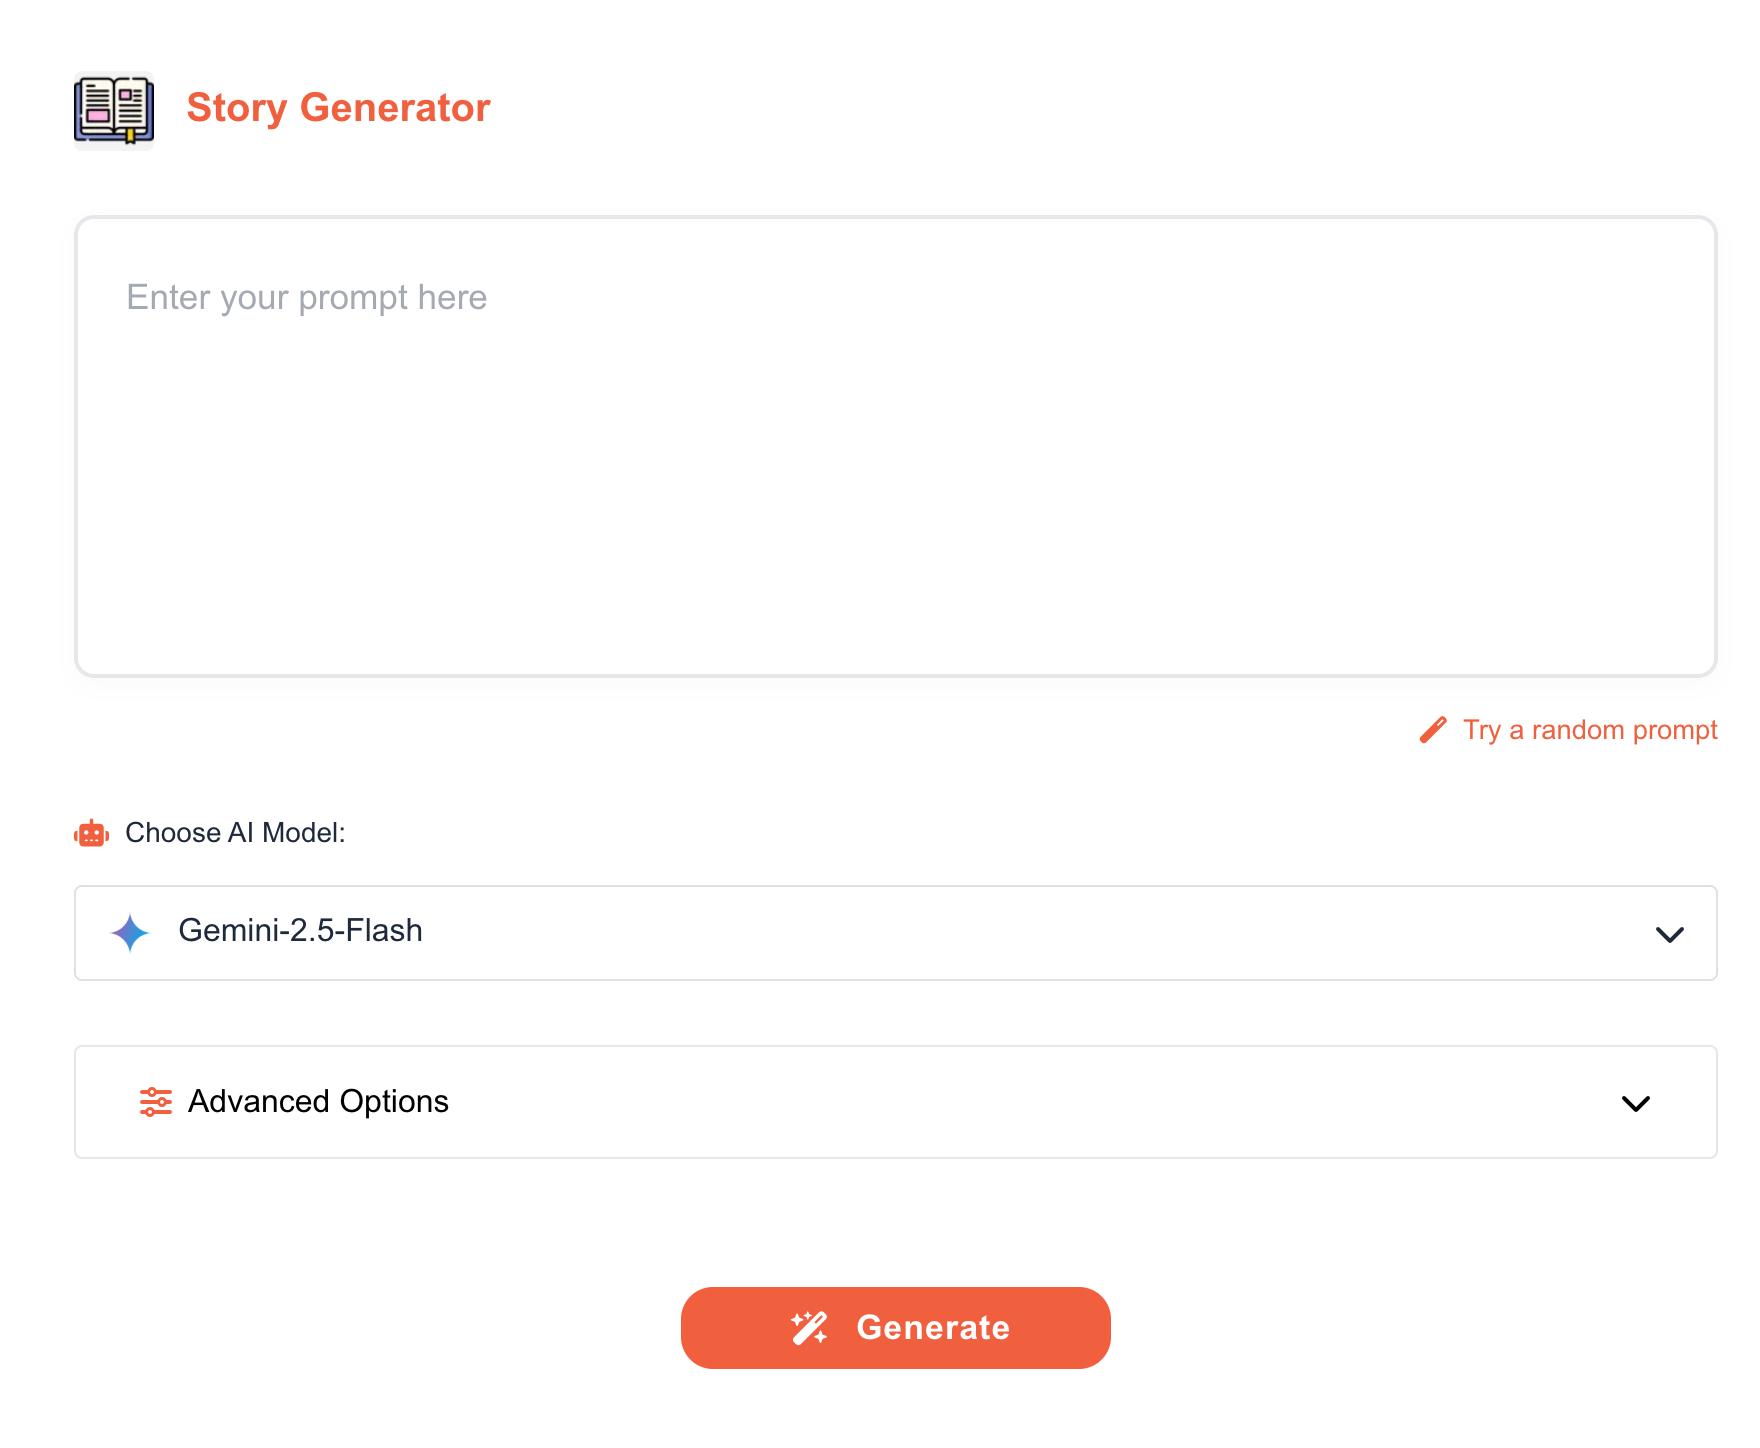 Story Generator
Enter your prompt here
Try a random prompt
Choose AI Model:
Gemini-2.5-Flash
Advanced Options
Generate